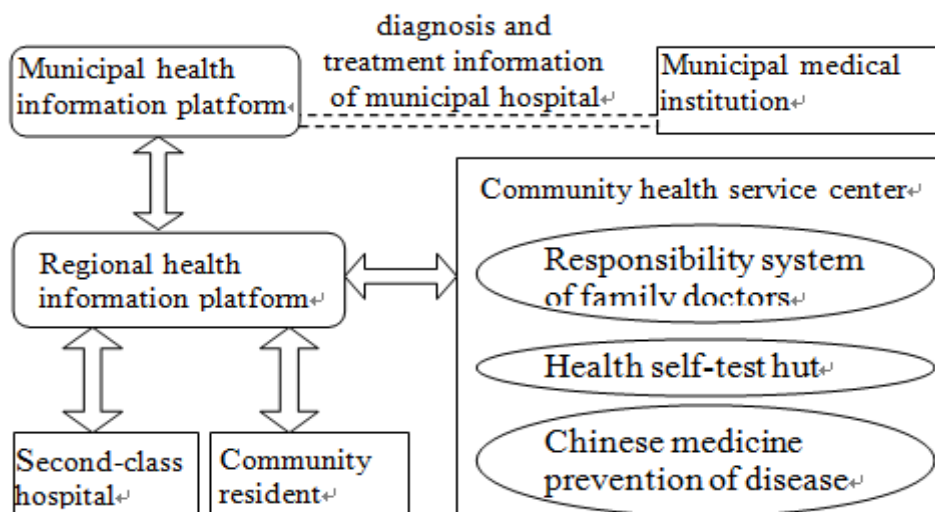 diagnosis and
treatment information
of municipal hospital↵
Municipal health
information platform↵
Municipal medical
institution↵
Community health service center↵
Regional health
information platform↵
Responsibility system
of family doctors↵
Health self-test hut↵
Chinese medicine
prevention of disease↵
Second-class
hospital↵
Community
resident↵